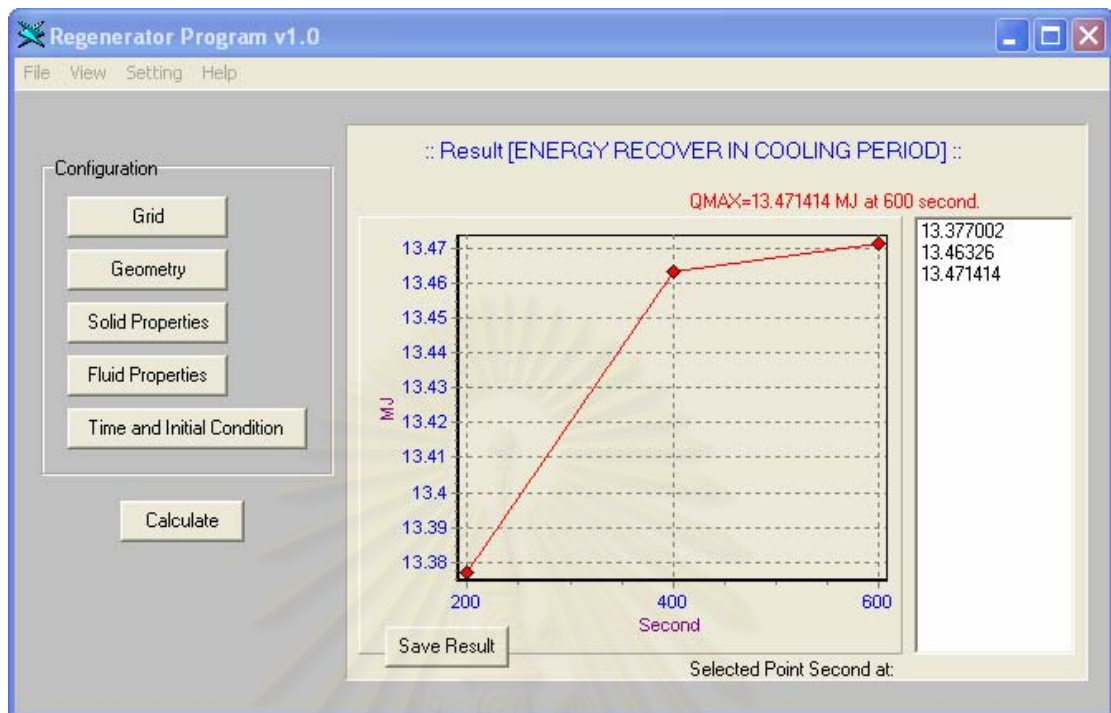 Regenerator Program v1.0
File View Setting Help
Configuration
Grid
Geometry
Solid Properties
Fluid Properties
Time and Initial Condition
Calculate
:: Result [ENERGY RECOVER IN COOLING PERIOD] ::
QMAX=13.471414 MJ at 600 second.
13.47
13.46
13.45
13.44
13.43
13.42
13.41
13.4
13.39
13.38
MJ
200 400 600
Second
13.377002
13.46326
13.471414
Save Result
Selected Point Second at: